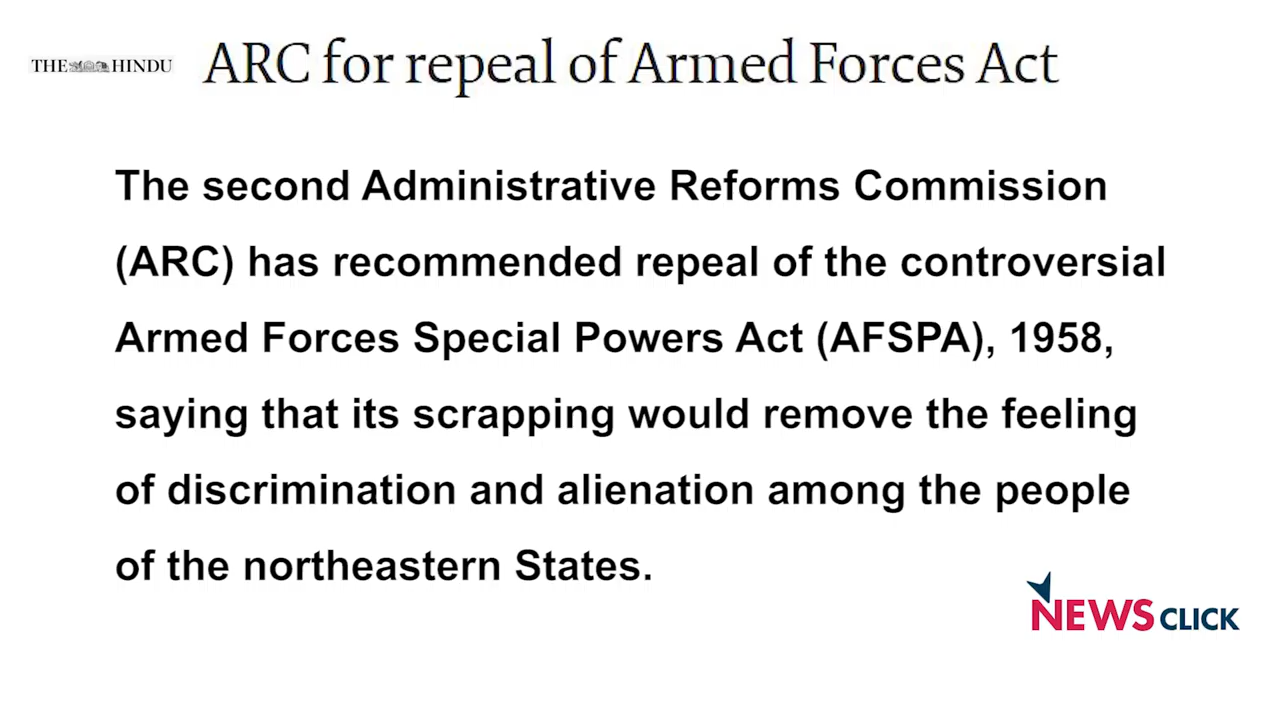 THE HINDU
ARC for repeal of Armed Forces Act
The second Administrative Reforms Commission
(ARC) has recommended repeal of the controversial
Armed Forces Special Powers Act (AFSPA), 1958,
saying that its scrapping would remove the feeling
of discrimination and alienation among the people
of the northeastern States.
NEWSCLICK